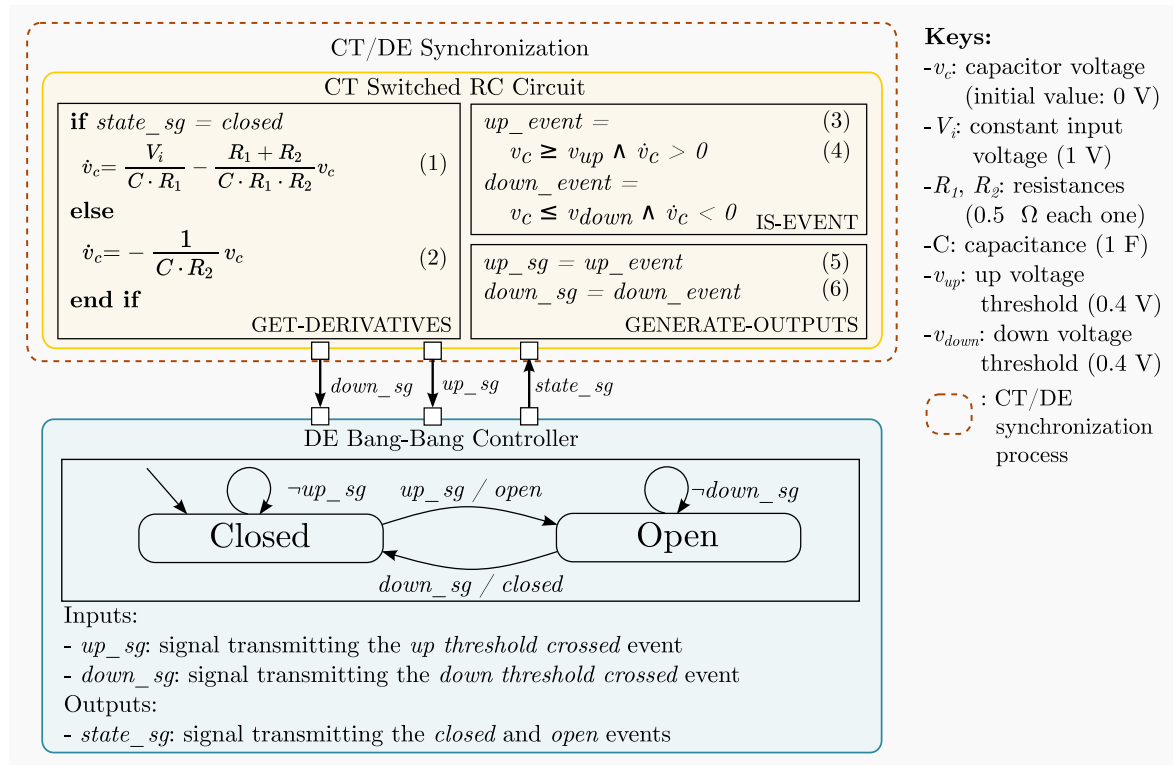 CT/DE Synchronization
CT Switched RC Circuit
if state_sg = closed
v̇c = Vi / (C · R1) − (R1 + R2) / (C · R1 · R2) vc (1)
else
v̇c = − 1 / (C · R2) vc (2)
end if
GET-DERIVATIVES
up_event = (3)
vc ≥ vup ∧ v̇c > 0 (4)
down_event =
vc ≤ vdown ∧ v̇c < 0
IS-EVENT
up_sg = up_event (5)
down_sg = down_event (6)
GENERATE-OUTPUTS
down_sg
up_sg
state_sg
DE Bang-Bang Controller
¬up_sg
up_sg / open
¬down_sg
Closed
Open
down_sg / closed
Inputs:
- up_sg: signal transmitting the up threshold crossed event
- down_sg: signal transmitting the down threshold crossed event
Outputs:
- state_sg: signal transmitting the closed and open events
Keys:
-vc: capacitor voltage
(initial value: 0 V)
-Vi: constant input
voltage (1 V)
-R1, R2: resistances
(0.5 Ω each one)
-C: capacitance (1 F)
-vup: up voltage
threshold (0.4 V)
-vdown: down voltage
threshold (0.4 V)
: CT/DE
synchronization
process